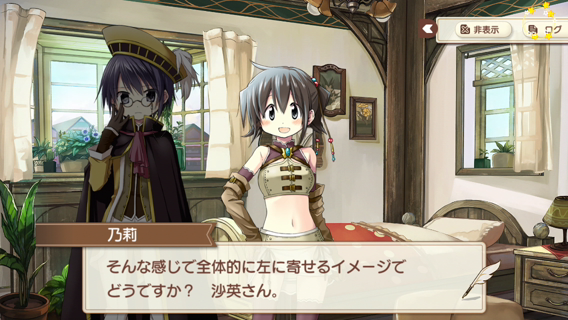 非表示
ログ
乃莉
そんな感じで全体的に左に寄せるイメージで
どうですか？　沙英さん。